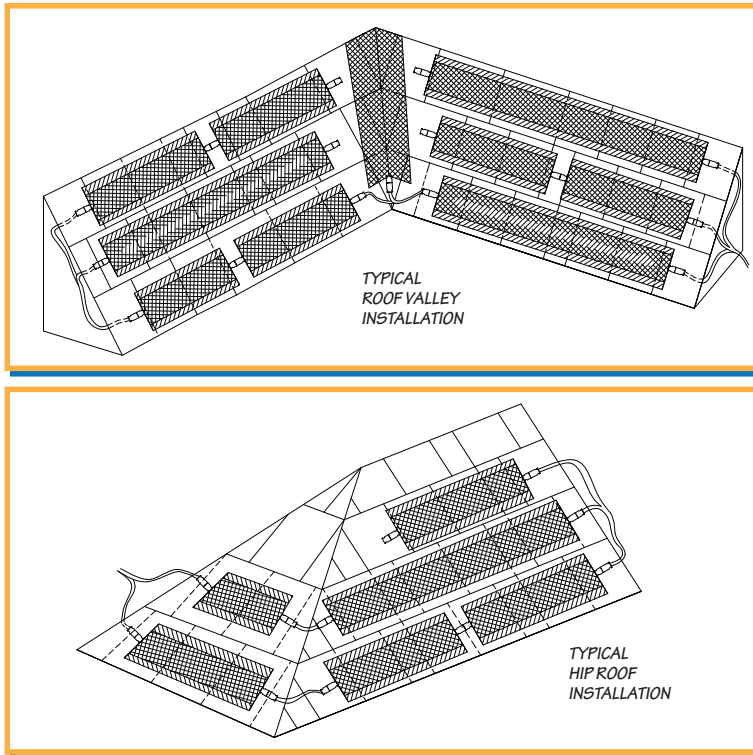 TYPICAL
ROOF VALLEY
INSTALLATION
TYPICAL
HIP ROOF
INSTALLATION